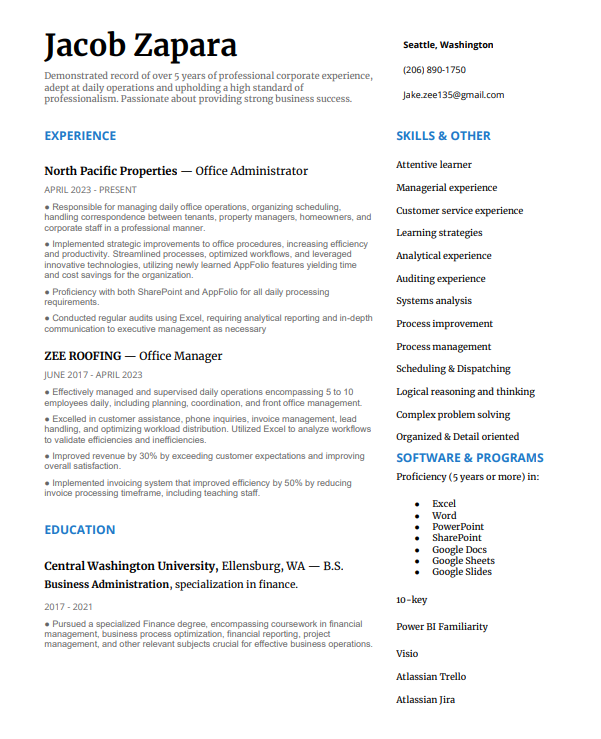 Jacob Zapara
Demonstrated record of over 5 years of professional corporate experience,
adept at daily operations and upholding a high standard of
professionalism. Passionate about providing strong business success.
Seattle, Washington
(206) 890-1750
Jake.zee135@gmail.com
EXPERIENCE
North Pacific Properties — Office Administrator
APRIL 2023 - PRESENT
● Responsible for managing daily office operations, organizing scheduling,
handling correspondence between tenants, property managers, homeowners, and
corporate staff in a professional manner.
● Implemented strategic improvements to office procedures, increasing efficiency
and productivity. Streamlined processes, optimized workflows, and leveraged
innovative technologies, utilizing newly learned AppFolio features yielding time
and cost savings for the organization.
● Proficiency with both SharePoint and AppFolio for all daily processing
requirements.
● Conducted regular audits using Excel, requiring analytical reporting and in-depth
communication to executive management as necessary
ZEE ROOFING — Office Manager
JUNE 2017 - APRIL 2023
● Effectively managed and supervised daily operations encompassing 5 to 10
employees daily, including planning, coordination, and front office management.
● Excelled in customer assistance, phone inquiries, invoice management, lead
handling, and optimizing workload distribution. Utilized Excel to analyze workflows
to validate efficiencies and inefficiencies.
● Improved revenue by 30% by exceeding customer expectations and improving
overall satisfaction.
● Implemented invoicing system that improved efficiency by 50% by reducing
invoice processing timeframe, including teaching staff.
EDUCATION
Central Washington University, Ellensburg, WA — B.S.
Business Administration, specialization in finance.
2017 - 2021
● Pursued a specialized Finance degree, encompassing coursework in financial
management, business process optimization, financial reporting, project
management, and other relevant subjects crucial for effective business operations.
SKILLS & OTHER
Attentive learner
Managerial experience
Customer service experience
Learning strategies
Analytical experience
Auditing experience
Systems analysis
Process improvement
Process management
Scheduling & Dispatching
Logical reasoning and thinking
Complex problem solving
Organized & Detail oriented
SOFTWARE & PROGRAMS
Proficiency (5 years or more) in:
● Excel
● Word
● PowerPoint
● SharePoint
● Google Docs
● Google Sheets
● Google Slides
10-key
Power BI Familiarity
Visio
Atlassian Trello
Atlassian Jira